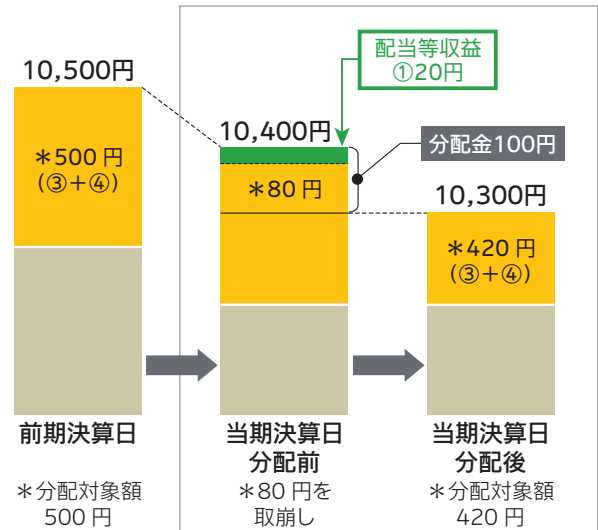 配当等収益
①20円
10,500円
10,400円
分配金100円
＊500 円
(③＋④)
＊80 円
10,300円
＊420 円
(③＋④)
前期決算日
当期決算日
分配前
当期決算日
分配後
＊分配対象額
500 円
＊80 円を
取崩し
＊分配対象額
420 円